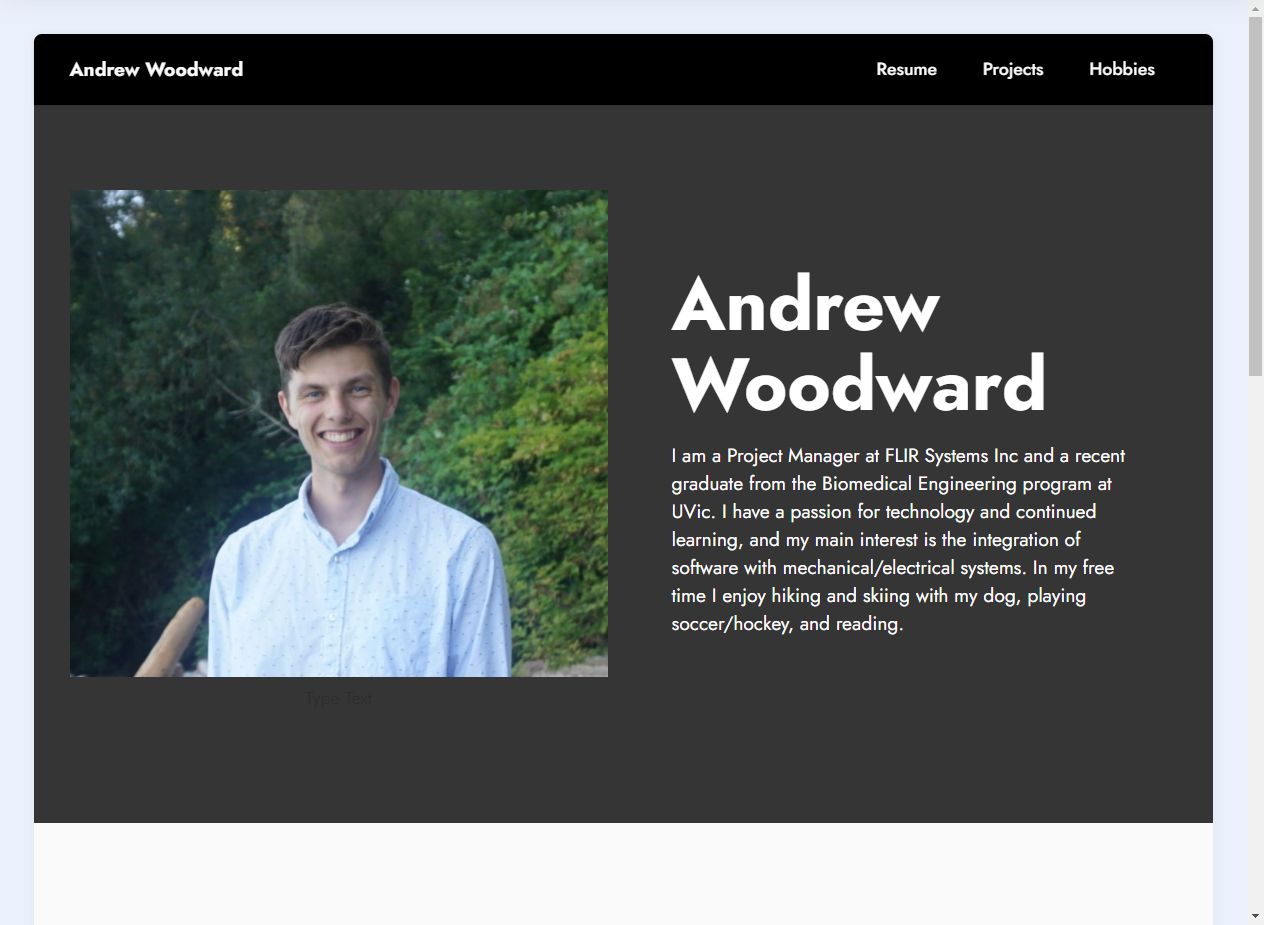 Andrew Woodward
Resume
Projects
Hobbies
Andrew
Woodward
I am a Project Manager at FLIR Systems Inc and a recent
graduate from the Biomedical Engineering program at
UVic. I have a passion for technology and continued
learning, and my main interest is the integration of
software with mechanical/electrical systems. In my free
time I enjoy hiking and skiing with my dog, playing
soccer/hockey, and reading.
Type Text